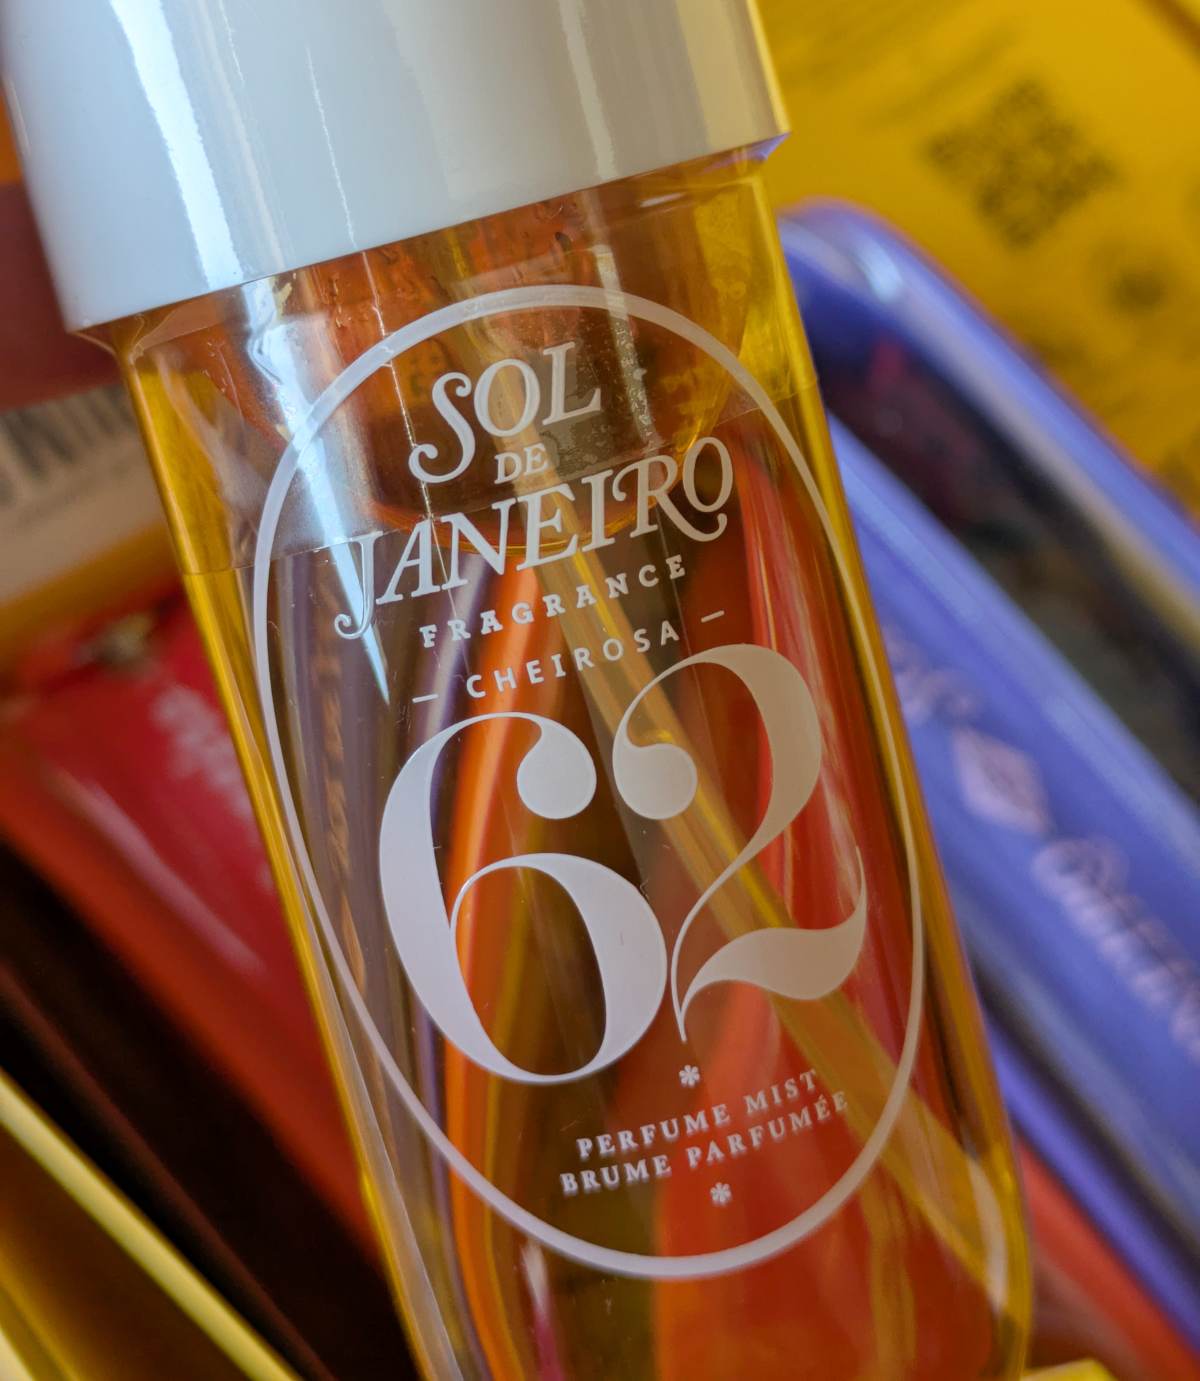 SOL
DE
JANEIRO
FRAGRANCE
— CHEIROSA —
62
*
PERFUME MIST
BRUME PARFUMÉE
*